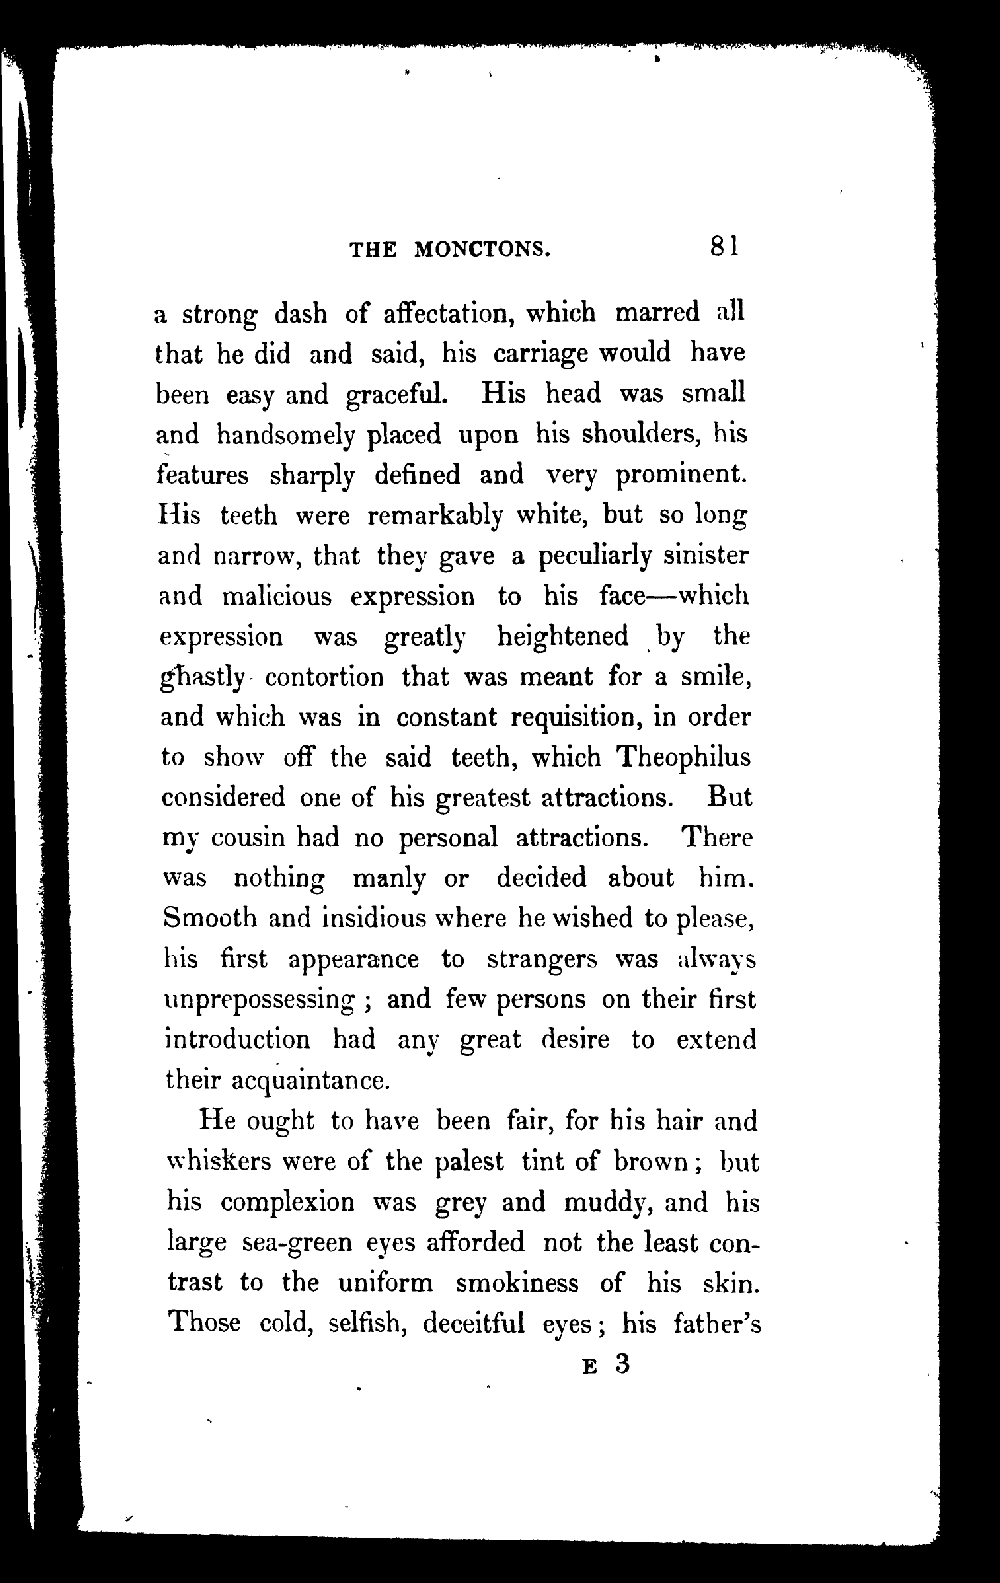 THE MONCTONS. 81
a strong dash of affectation, which marred all
that he did and said, his carriage would have
been easy and graceful. His head was small
and handsomely placed upon his shoulders, his
features sharply defined and very prominent.
His teeth were remarkably white, but so long
and narrow, that they gave a peculiarly sinister
and malicious expression to his face—which
expression was greatly heightened by the
ghastly contortion that was meant for a smile,
and which was in constant requisition, in order
to show off the said teeth, which Theophilus
considered one of his greatest attractions. But
my cousin had no personal attractions. There
was nothing manly or decided about him.
Smooth and insidious where he wished to please,
his first appearance to strangers was always
unprepossessing ; and few persons on their first
introduction had any great desire to extend
their acquaintance.
He ought to have been fair, for his hair and
whiskers were of the palest tint of brown ; but
his complexion was grey and muddy, and his
large sea-green eyes afforded not the least con-
trast to the uniform smokiness of his skin.
Those cold, selfish, deceitful eyes ; his father's
E 3